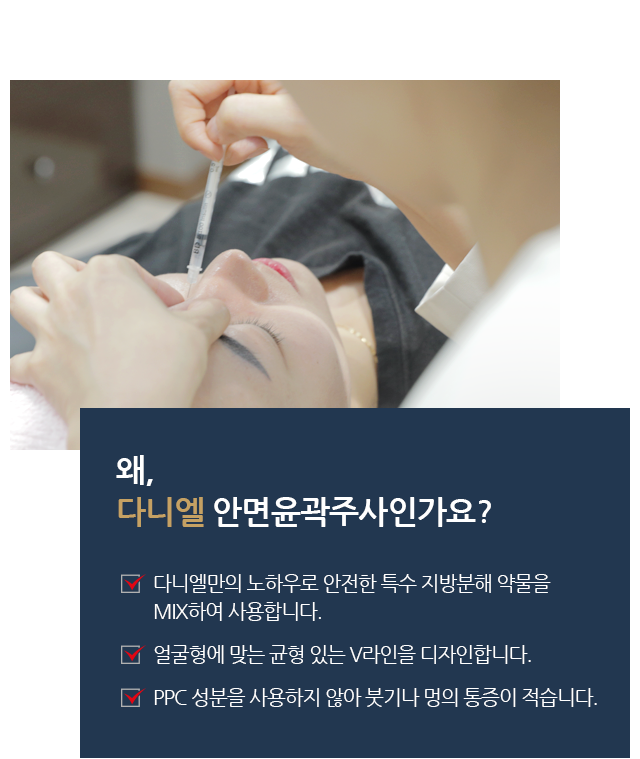 왜,
다니엘 안면윤곽주사인가요?
다니엘만의 노하우로 안전한 특수 지방분해 약물을
MIX하여 사용합니다.
얼굴형에 맞는 균형 있는 V라인을 디자인합니다.
PPC 성분을 사용하지 않아 붓기나 멍의 통증이 적습니다.